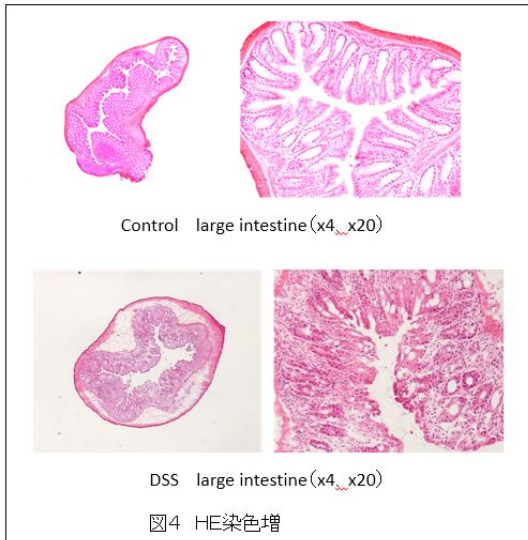 Control large intestine（x4、x20）
DSS large intestine（x4、x20）
図4 HE染色増